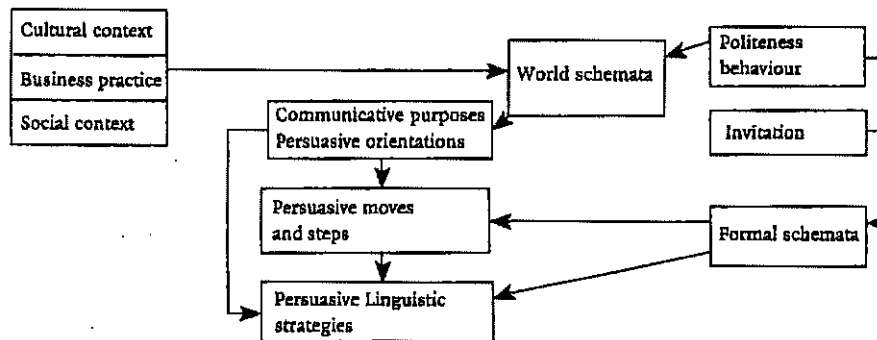 Cultural context
Business practice
Social context
World schemata
Politeness
behaviour
Communicative purposes
Persuasive orientations
Invitation
Persuasive moves
and steps
Formal schemata
Persuasive Linguistic
strategies